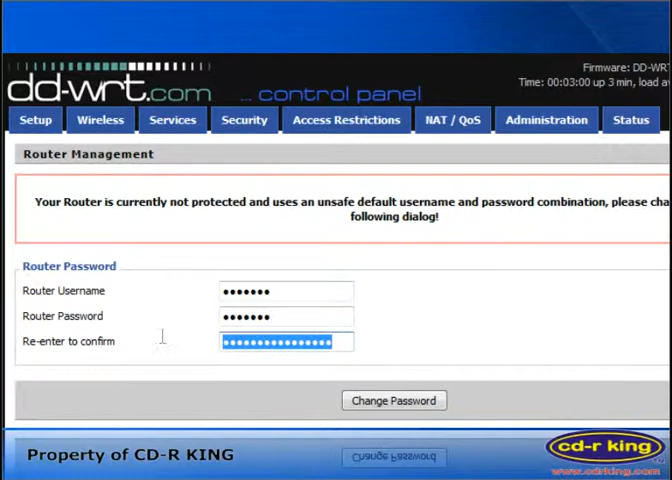 Firmware: DD-WRT
Time: 00:03:00 up 3 min, load
dd-wrt.com ... control panel
Setup Wireless Services Security Access Restrictions NAT / QoS Administration Status
Router Management
Your Router is currently not protected and uses an unsafe default username and password combination, please
following dialog!
Router Password
Router Username •••••••
Router Password •••••••
Re-enter to confirm ••••••••••••••••
Change Password
Property of CD-R KING
Change Password
cd-r king
www.cdrking.com